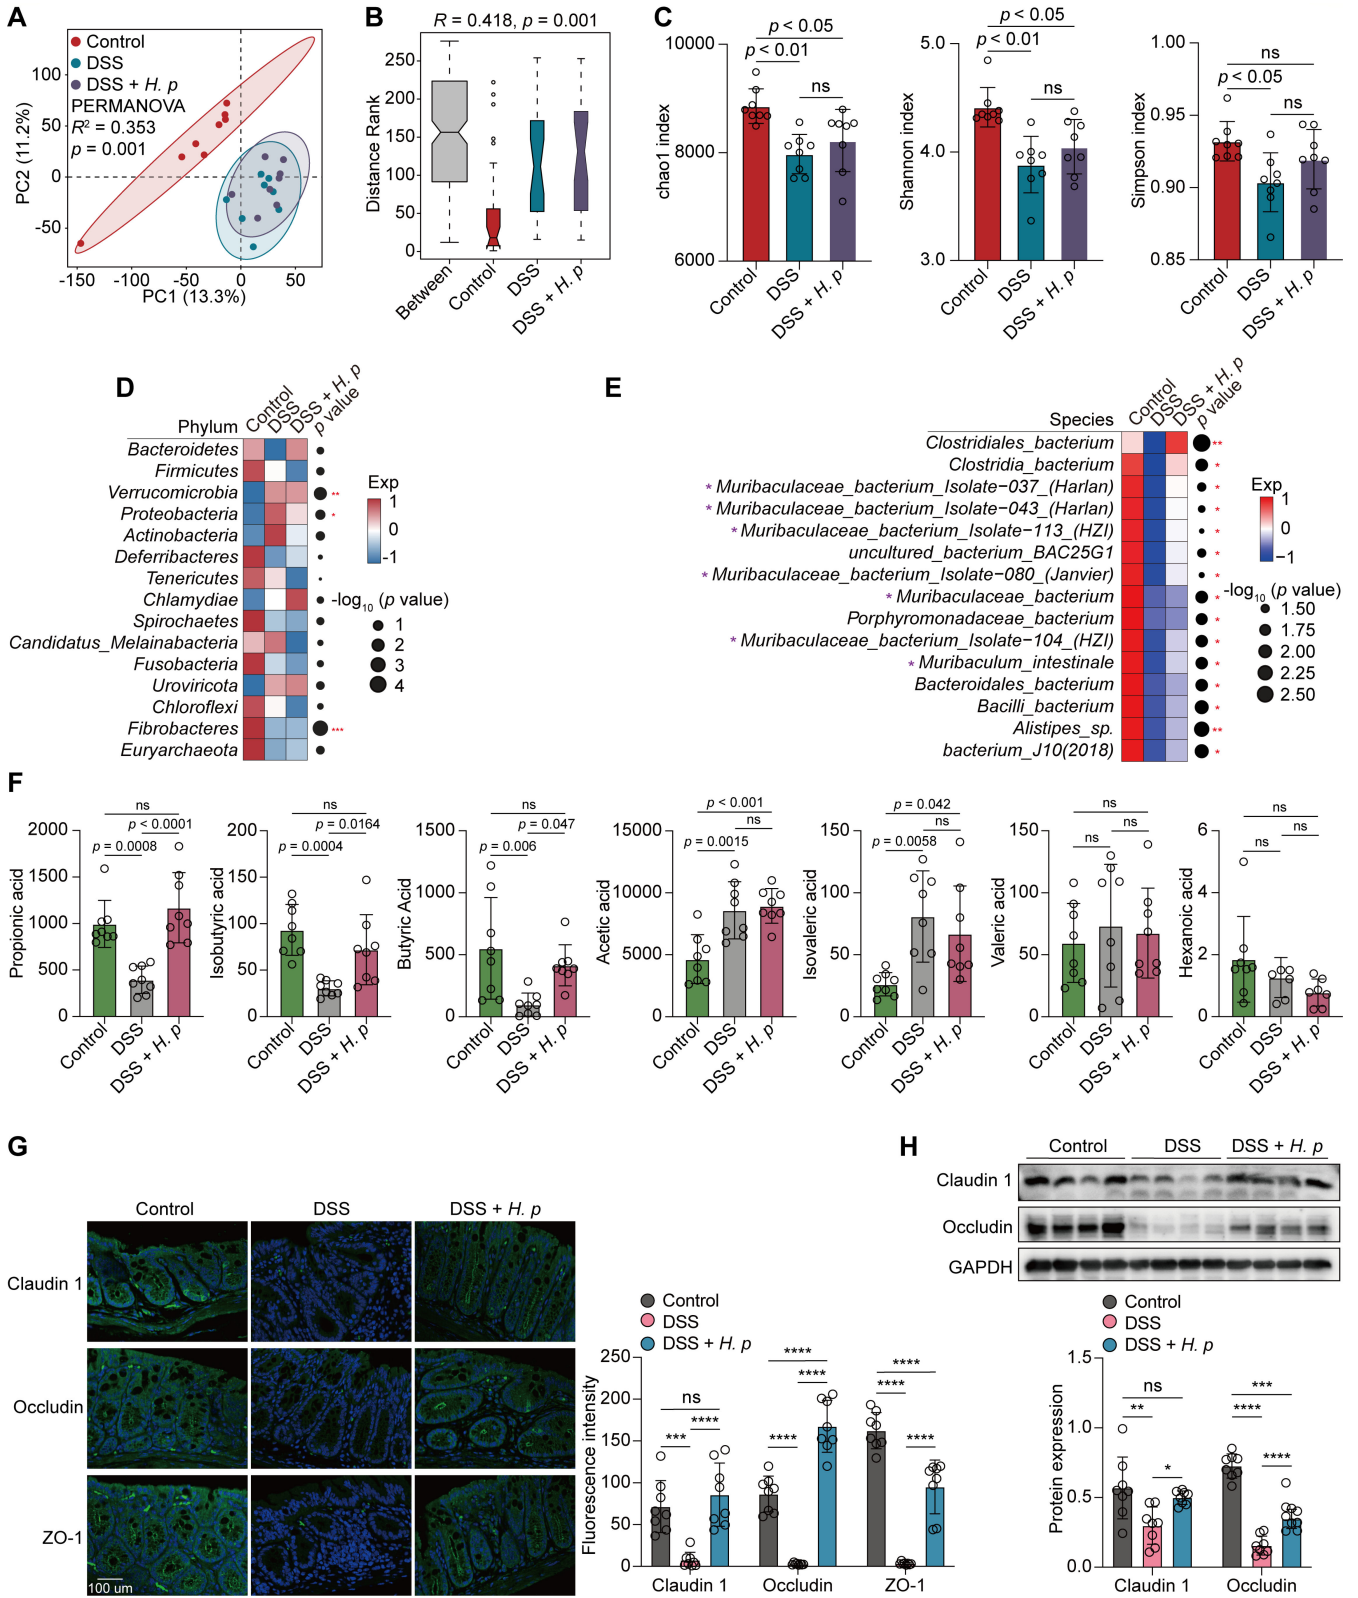 A
Control
DSS
DSS + H. p
PERMANOVA
R² = 0.353
p = 0.001
PC2 (11.2%)
100
50
0
-50
-150
-100
-50
0
50
PC1 (13.3%)
B
R = 0.418, p = 0.001
Distance Rank
250
200
150
100
50
0
Between
Control
DSS
DSS + H. p
C
p < 0.05
p < 0.01
ns
chao1 index
10000
8000
6000
Control
DSS
DSS + H. p
p < 0.05
p < 0.01
ns
Shannon index
5.0
4.0
3.0
Control
DSS
DSS + H. p
ns
p < 0.05
ns
Simpson index
1.00
0.95
0.90
0.85
Control
DSS
DSS + H. p
D
Phylum
Control
DSS
DSS + H. p
p value
Bacteroidetes
Firmicutes
Verrucomicrobia **
Proteobacteria *
Actinobacteria
Deferribacteres
Tenericutes
Chlamydiae
Spirochaetes
Candidatus_Melainabacteria
Fusobacteria
Uroviricota
Chloroflexi
Fibrobacteres ***
Euryarchaeota
Exp
1
0
-1
-log10 (p value)
1
2
3
4
E
Species
Control
DSS
DSS + H. p
p value
Clostridiales_bacterium **
Clostridia_bacterium *
* Muribaculaceae_bacterium_Isolate−037_(Harlan) *
* Muribaculaceae_bacterium_Isolate−043_(Harlan) *
* Muribaculaceae_bacterium_Isolate−113_(HZI) *
uncultured_bacterium_BAC25G1 *
* Muribaculaceae_bacterium_Isolate−080_(Janvier) *
* Muribaculaceae_bacterium *
Porphyromonadaceae_bacterium *
* Muribaculaceae_bacterium_Isolate−104_(HZI) *
* Muribaculum_intestinale *
Bacteroidales_bacterium *
Bacilli_bacterium *
Alistipes_sp. **
bacterium_J10(2018) *
Exp
1
0
−1
-log10 (p value)
1.50
1.75
2.00
2.25
2.50
F
ns
p < 0.0001
p = 0.0008
Propionic acid
2000
1500
1000
500
0
Control
DSS
DSS + H. p
ns
p = 0.0164
p = 0.0004
Isobutyric acid
200
150
100
50
0
Control
DSS
DSS + H. p
ns
p = 0.047
p = 0.006
Butyric Acid
1500
1000
500
0
Control
DSS
DSS + H. p
p < 0.001
ns
p = 0.0015
Acetic acid
15000
10000
5000
0
Control
DSS
DSS + H. p
p = 0.042
ns
p = 0.0058
Isovaleric acid
150
100
50
0
Control
DSS
DSS + H. p
ns
ns
ns
Valeric acid
150
100
50
0
Control
DSS
DSS + H. p
ns
ns
ns
Hexanoic acid
6
4
2
0
Control
DSS
DSS + H. p
G
Control
DSS
DSS + H. p
Claudin 1
Occludin
ZO-1
100 um
Control
DSS
DSS + H. p
Fluorescence intensity
250
200
150
100
50
0
ns
****
***
****
****
****
****
****
****
Claudin 1
Occludin
ZO-1
H
Control
DSS
DSS + H. p
Claudin 1
Occludin
GAPDH
Control
DSS
DSS + H. p
Protein expression
1.5
1.0
0.5
0.0
ns
**
*
***
****
****
Claudin 1
Occludin